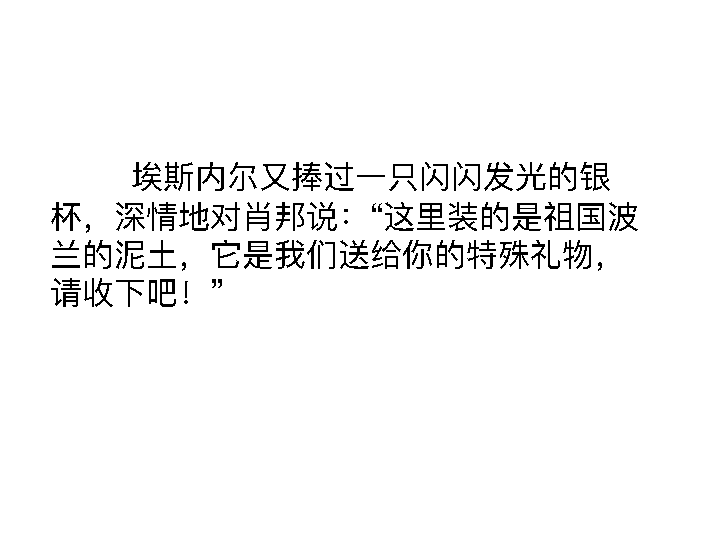 埃斯内尔又捧过一只闪闪发光的银
杯，深情地对肖邦说：“这里装的是祖国波
兰的泥土，它是我们送给你的特殊礼物，
请收下吧！”